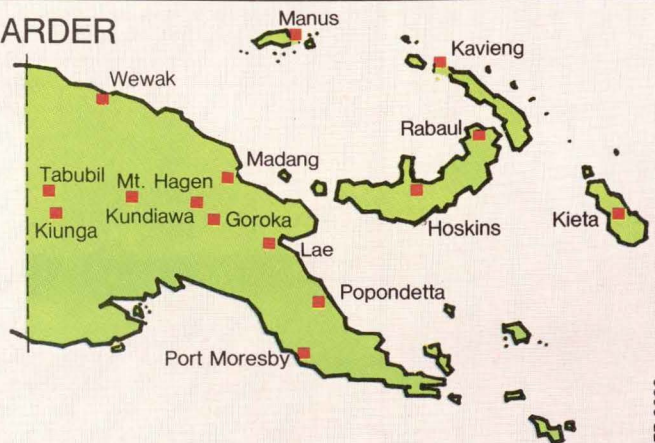 ARDER
Manus
Kavieng
Wewak
Rabaul
Madang
Tabubil
Mt. Hagen
Kiunga
Kundiawa
Goroka
Hoskins
Kieta
Lae
Popondetta
Port Moresby